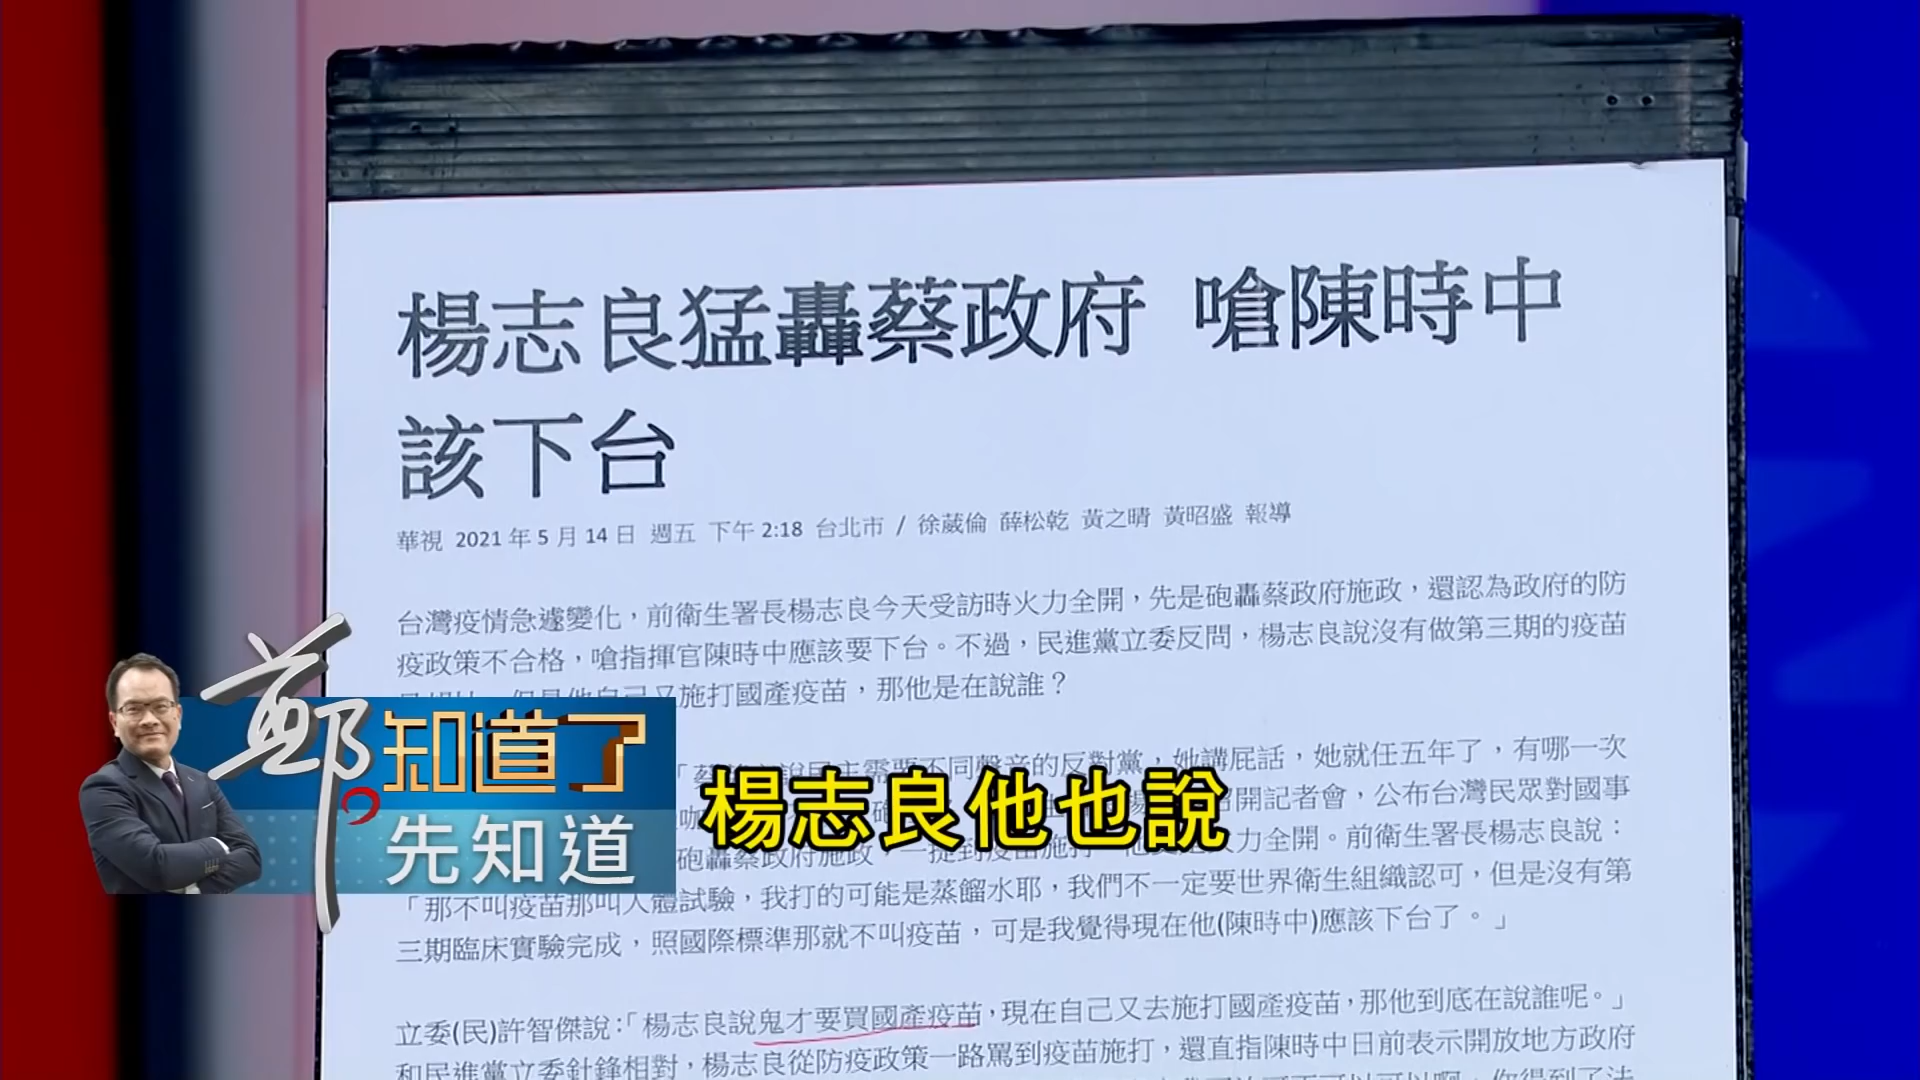 楊志良猛轟蔡政府 嗆陳時中
該下台
華視 2021 年 5 月 14 日 週五 下午 2:18 台北市 / 徐葳倫 薛松乾 黃之晴 黃昭盛 報導
台灣疫情急遽變化，前衛生署長楊志良今天受訪時火力全開，先是砲轟蔡政府施政，還認為政府的防
疫政策不合格，嗆指揮官陳時中應該要下台。不過，民進黨立委反問，楊志良說沒有做第三期的疫苗
施打國產疫苗，那他是在說誰？
不同聲音的反對黨，她講屁話，她就任五年了，有哪一次
召開記者會，公布台灣民眾對國事
砲轟蔡政府施政，一提到疫苗施打 火力全開。前衛生署長楊志良說：
「那不叫疫苗那叫人體試驗，我打的可能是蒸餾水耶，我們不一定要世界衛生組織認可，但是沒有第
三期臨床實驗完成，照國際標準那就不叫疫苗，可是我覺得現在他(陳時中)應該下台了。」
立委(民)許智傑說：「楊志良說鬼才要買國產疫苗，現在自己又去施打國產疫苗，那他到底在說誰呢。」
和民進黨立委針鋒相對，楊志良從防疫政策一路罵到疫苗施打，還直指陳時中日前表示開放地方政府
鄭知道了
先知道
楊志良他也說